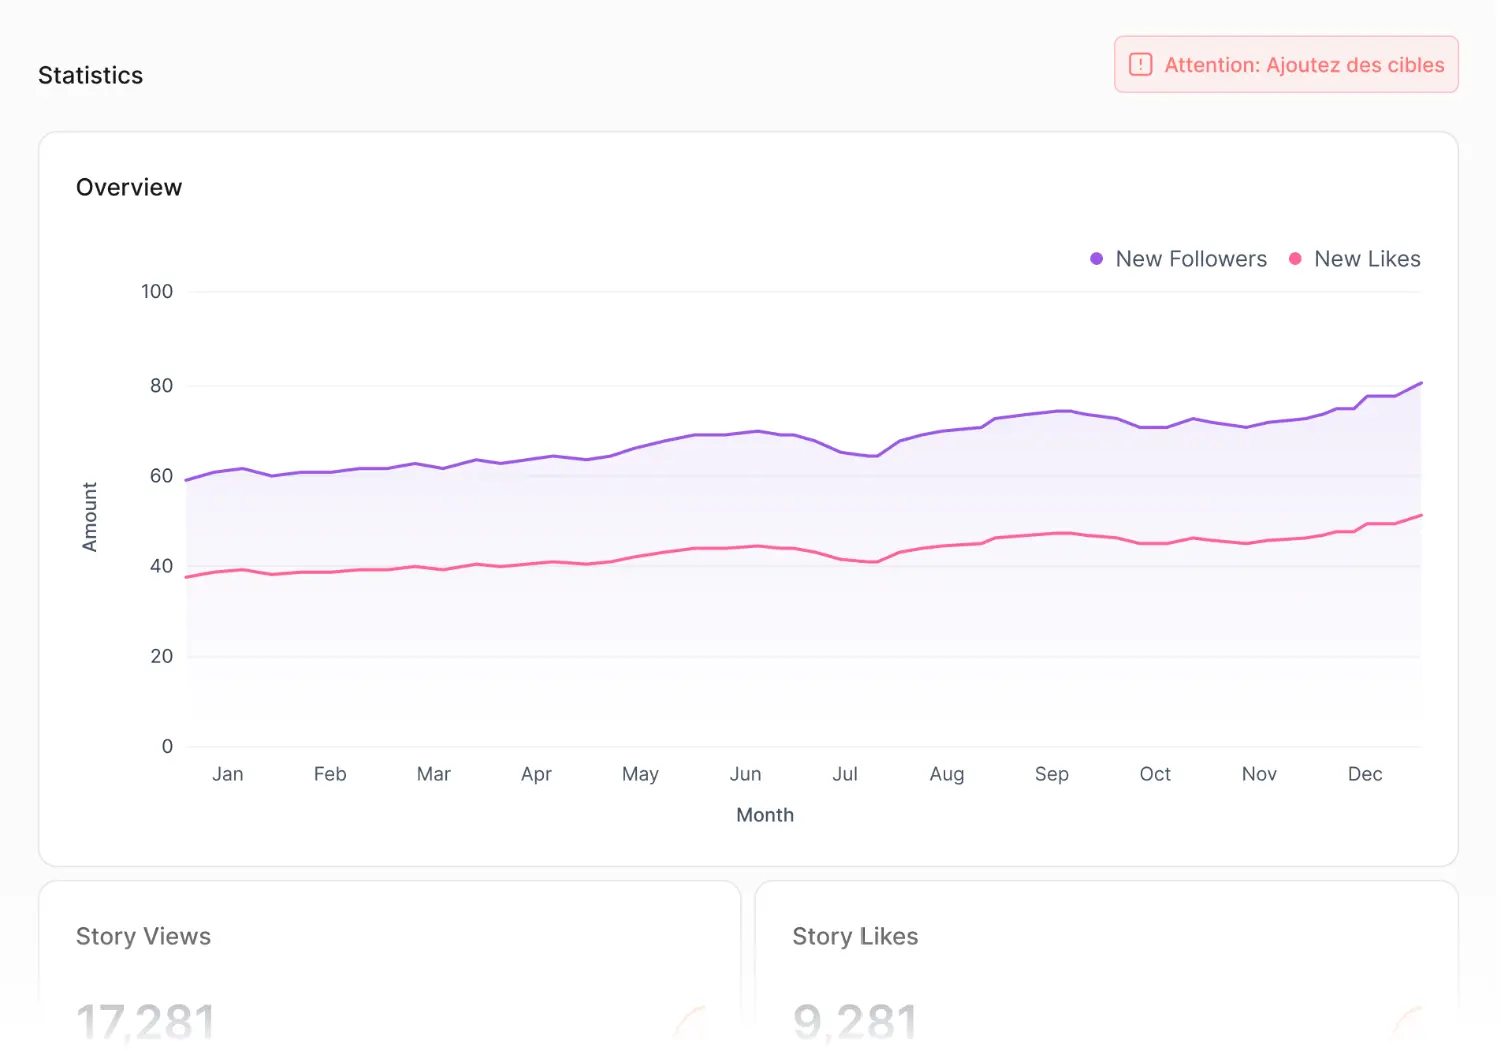 Statistics
Attention: Ajoutez des cibles
Overview
New Followers
New Likes
100
80
60
40
20
0
Amount
Jan
Feb
Mar
Apr
May
Jun
Jul
Aug
Sep
Oct
Nov
Dec
Month
Story Views
Story Likes
17,281
9,281